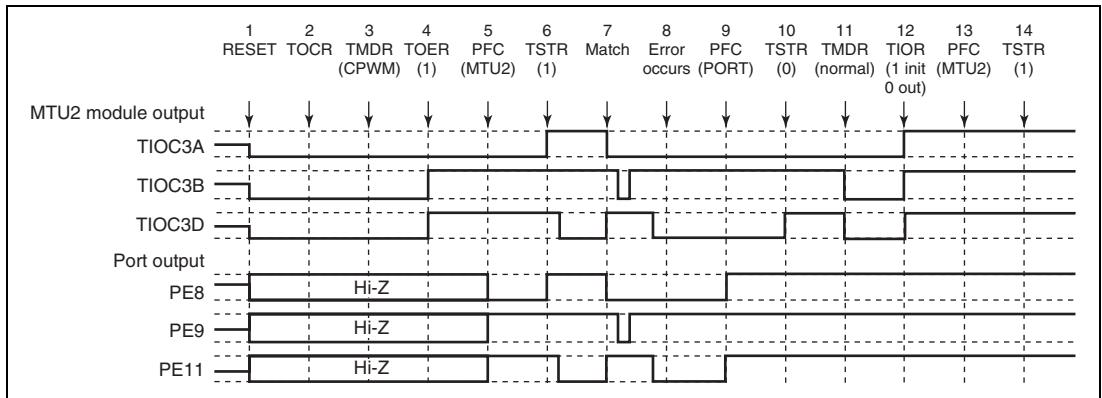 1 2 3 4 5 6 7 8 9 10 11 12 13 14
RESET TOCR TMDR TOER PFC TSTR Match Error PFC TSTR TMDR TIOR PFC TSTR
(CPWM) (1) (MTU2) (1) occurs (PORT) (0) (normal) (1 init (MTU2) (1)
0 out)
MTU2 module output
TIOC3A
TIOC3B
TIOC3D
Port output
PE8 Hi-Z
PE9 Hi-Z
PE11 Hi-Z